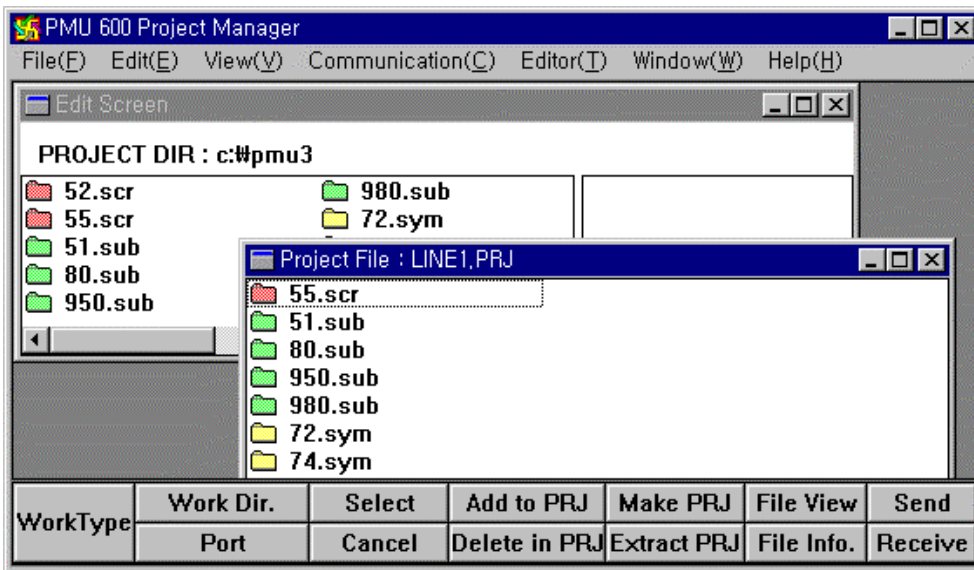 PMU 600 Project Manager
File(F) Edit(E) View(V) Communication(C) Editor(T) Window(W) Help(H)
Edit Screen
PROJECT DIR : c:₩pmu3
52.scr
55.scr
51.sub
80.sub
950.sub
980.sub
72.sym
Project File : LINE1.PRJ
55.scr
51.sub
80.sub
950.sub
980.sub
72.sym
74.sym
WorkType
Work Dir. Select Add to PRJ Make PRJ File View Send
Port Cancel Delete in PRJ Extract PRJ File Info. Receive